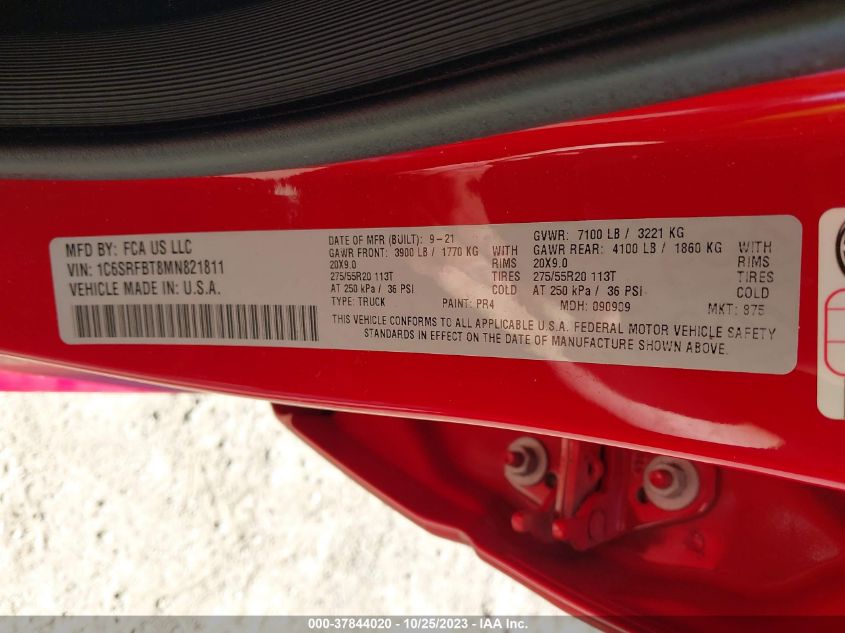 MFD BY: FCA US LLC
VIN: 1C6SRFBT8MN821811
VEHICLE MADE IN: U.S.A.
DATE OF MFR (BUILT): 9-21
GAWR FRONT: 3900 LB / 1770 KG WITH
20X9.0 RIMS
275/55R20 113T TIRES
AT 250 kPa / 36 PSI COLD
TYPE: TRUCK PAINT: PR4
GVWR: 7100 LB / 3221 KG
GAWR REAR: 4100 LB / 1860 KG WITH
20X9.0 RIMS
275/55R20 113T TIRES
AT 250 kPa / 36 PSI COLD
MDH: 090909 MKT: 875
THIS VEHICLE CONFORMS TO ALL APPLICABLE U.S.A. FEDERAL MOTOR VEHICLE SAFETY
STANDARDS IN EFFECT ON THE DATE OF MANUFACTURE SHOWN ABOVE.
000-37844020 - 10/25/2023 - IAA Inc.